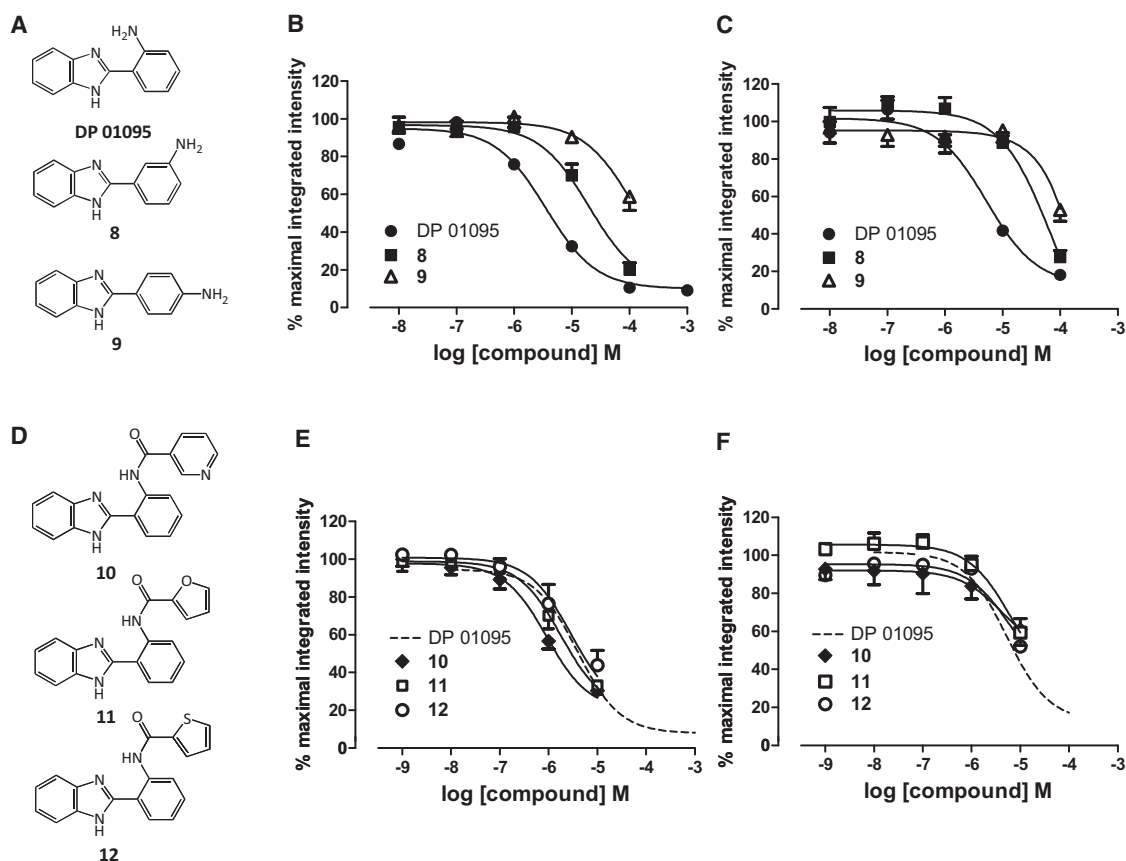 A
H₂N
N
N
H
DP 01095
NH₂
N
N
H
8
N
N
H
NH₂
9
B
% maximal integrated intensity
120
100
80
60
40
20
0
DP 01095
8
9
-8 -7 -6 -5 -4 -3
log [compound] M
C
% maximal integrated intensity
120
100
80
60
40
20
0
DP 01095
8
9
-8 -7 -6 -5 -4 -3
log [compound] M
D
O
HN
N
N
N
H
10
O
O
HN
N
N
H
11
O
S
HN
N
N
H
12
E
% maximal integrated intensity
120
100
80
60
40
20
0
DP 01095
10
11
12
-9 -8 -7 -6 -5 -4 -3
log [compound] M
F
% maximal integrated intensity
120
100
80
60
40
20
0
DP 01095
10
11
12
-9 -8 -7 -6 -5 -4 -3
log [compound] M